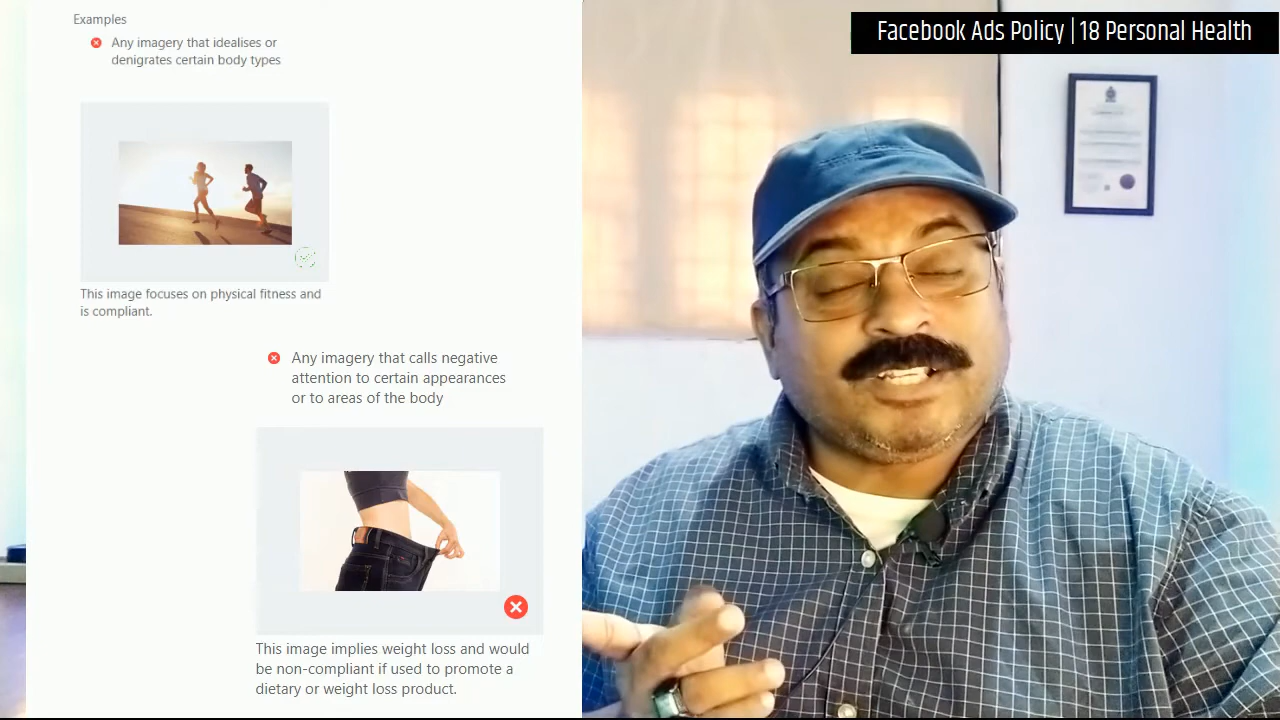 Facebook Ads Policy | 18 Personal Health
Examples
Any imagery that idealises or
denigrates certain body types
This image focuses on physical fitness and
is compliant.
Any imagery that calls negative
attention to certain appearances
or to areas of the body
This image implies weight loss and would
be non-compliant if used to promote a
dietary or weight loss product.